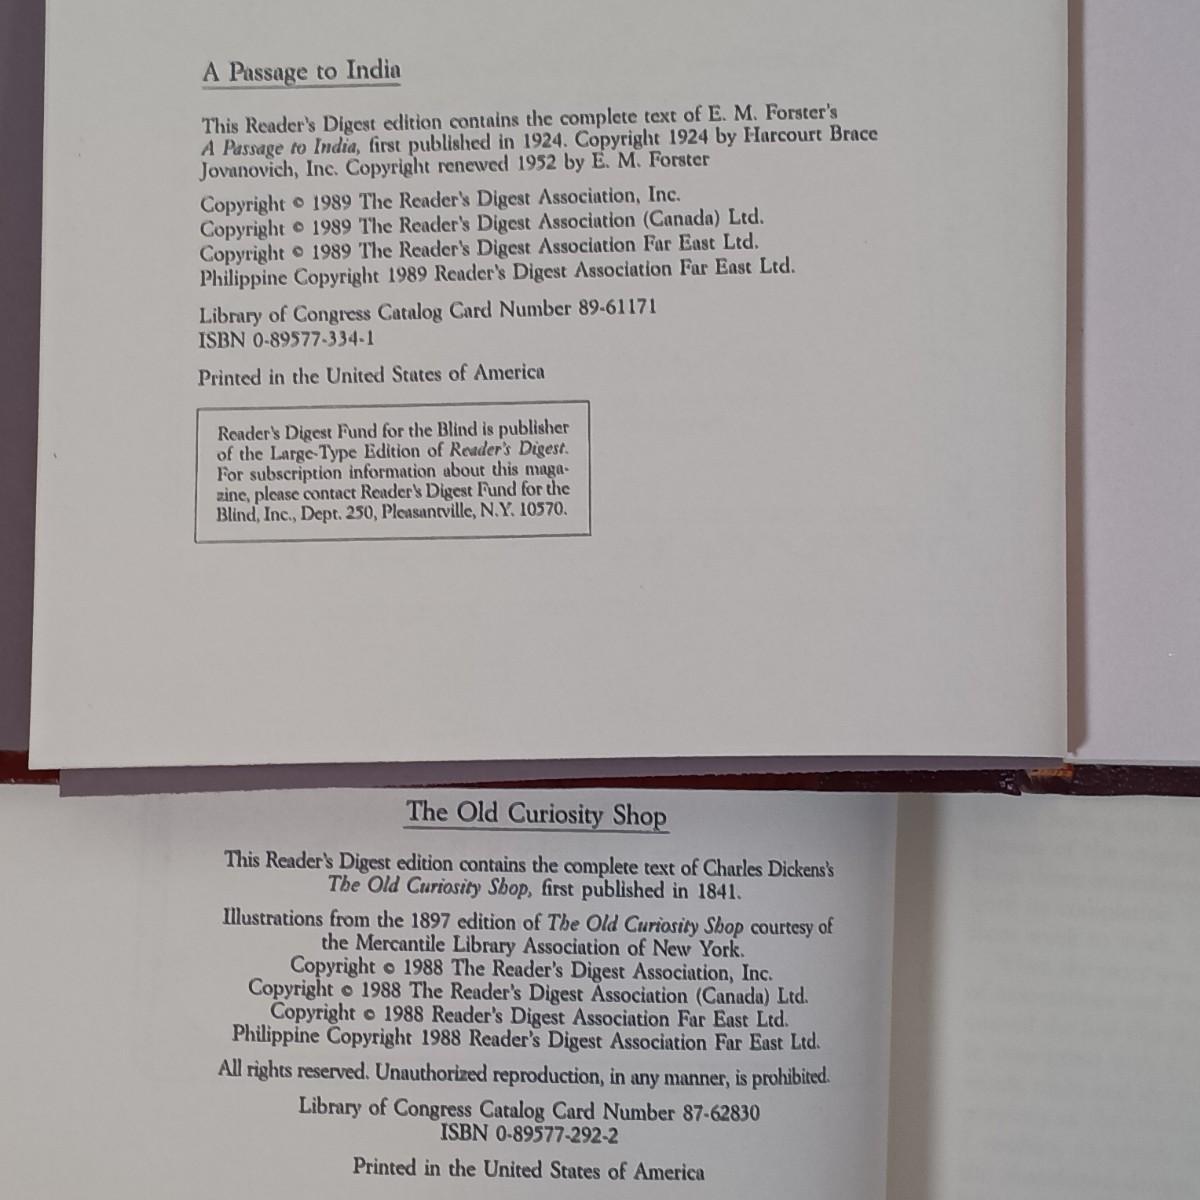 A Passage to India
This Reader's Digest edition contains the complete text of E. M. Forster's
A Passage to India, first published in 1924. Copyright 1924 by Harcourt Brace
Jovanovich, Inc. Copyright renewed 1952 by E. M. Forster
Copyright © 1989 The Reader's Digest Association, Inc.
Copyright © 1989 The Reader's Digest Association (Canada) Ltd.
Copyright © 1989 The Reader's Digest Association Far East Ltd.
Philippine Copyright 1989 Reader's Digest Association Far East Ltd.
Library of Congress Catalog Card Number 89-61171
ISBN 0-89577-334-1
Printed in the United States of America
Reader's Digest Fund for the Blind is publisher
of the Large-Type Edition of Reader's Digest.
For subscription information about this maga-
zine, please contact Reader's Digest Fund for the
Blind, Inc., Dept. 250, Pleasantville, N.Y. 10570.
The Old Curiosity Shop
This Reader's Digest edition contains the complete text of Charles Dickens's
The Old Curiosity Shop, first published in 1841.
Illustrations from the 1897 edition of The Old Curiosity Shop courtesy of
the Mercantile Library Association of New York.
Copyright © 1988 The Reader's Digest Association, Inc.
Copyright © 1988 The Reader's Digest Association (Canada) Ltd.
Copyright © 1988 Reader's Digest Association Far East Ltd.
Philippine Copyright 1988 Reader's Digest Association Far East Ltd.
All rights reserved. Unauthorized reproduction, in any manner, is prohibited.
Library of Congress Catalog Card Number 87-62830
ISBN 0-89577-292-2
Printed in the United States of America